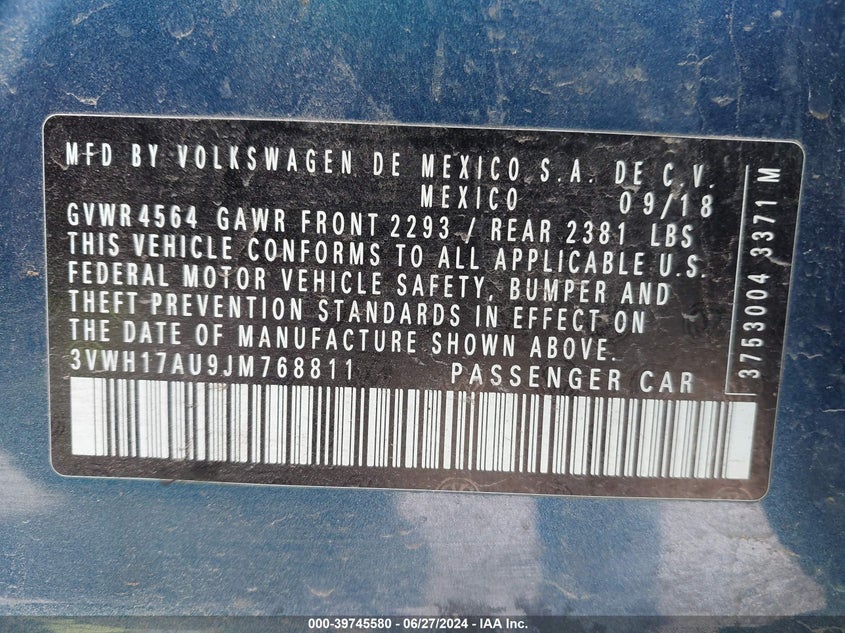 MFD BY VOLKSWAGEN DE MEXICO S.A. DE C.V.
MEXICO 09/18
GVWR 4564 GAWR FRONT 2293 / REAR 2381 LBS
THIS VEHICLE CONFORMS TO ALL APPLICABLE U.S.
FEDERAL MOTOR VEHICLE SAFETY, BUMPER AND
THEFT PREVENTION STANDARDS IN EFFECT ON
THE DATE OF MANUFACTURE SHOWN ABOVE.
3VWH17AU9JM768811 PASSENGER CAR
3753004 3371 M
000-39745580 - 06/27/2024 - IAA Inc.